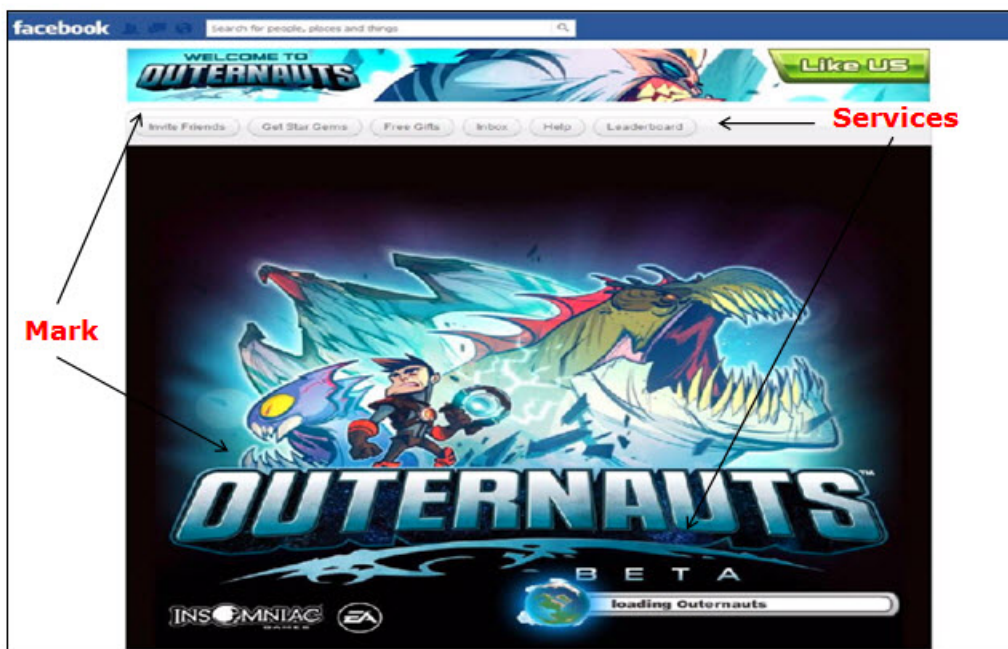 facebook Search for people, places and things
WELCOME TO
OUTERNAUTS
Like US
Invite Friends Get Star Gems Free Gifts Inbox Help Leaderboard
Services
Mark
OUTERNAUTS™
BETA
loading Outernauts
INSOMNIAC
GAMES
EA